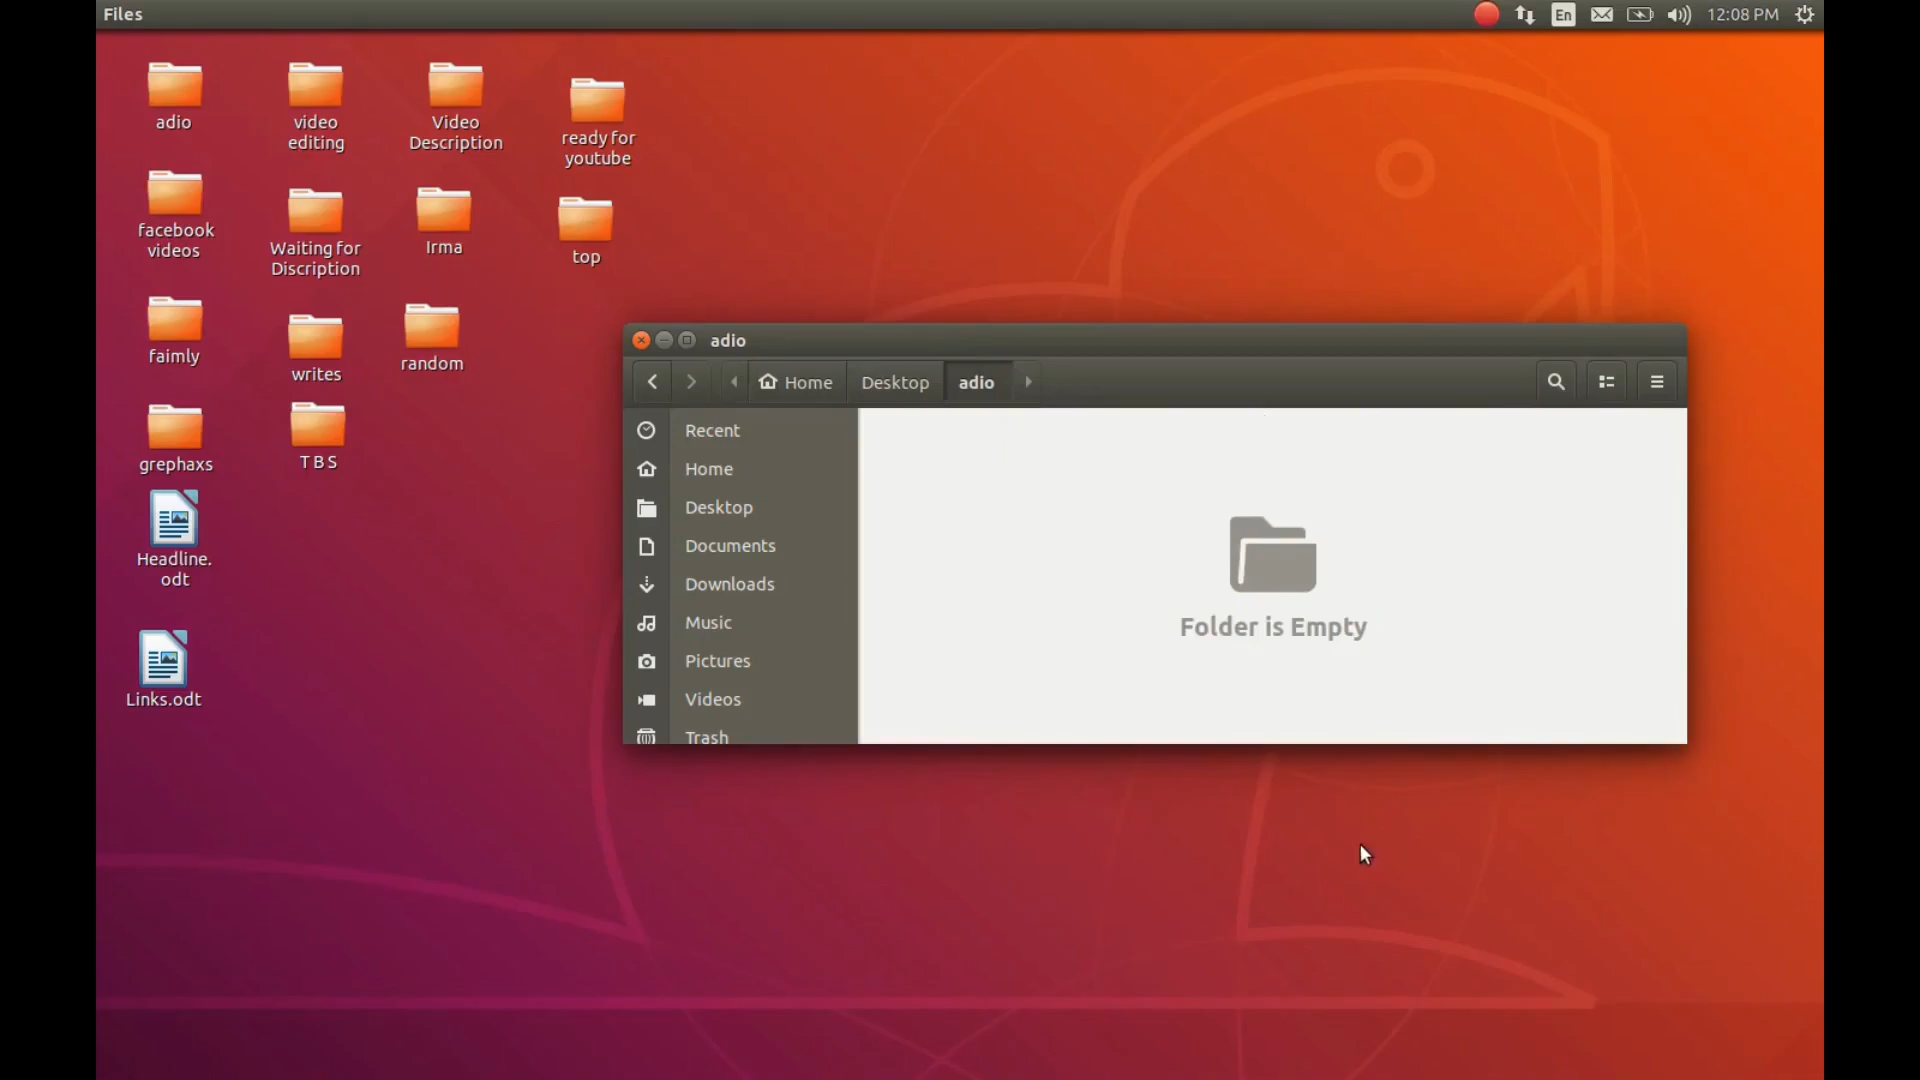 Files
En
12:08 PM
adio
video
editing
Video
Description
ready for
youtube
facebook
videos
Waiting for
Discription
Irma
top
faimly
writes
random
grephaxs
T B S
Headline.
odt
Links.odt
adio
Home
Desktop
adio
Recent
Home
Desktop
Documents
Downloads
Music
Pictures
Videos
Trash
Folder is Empty